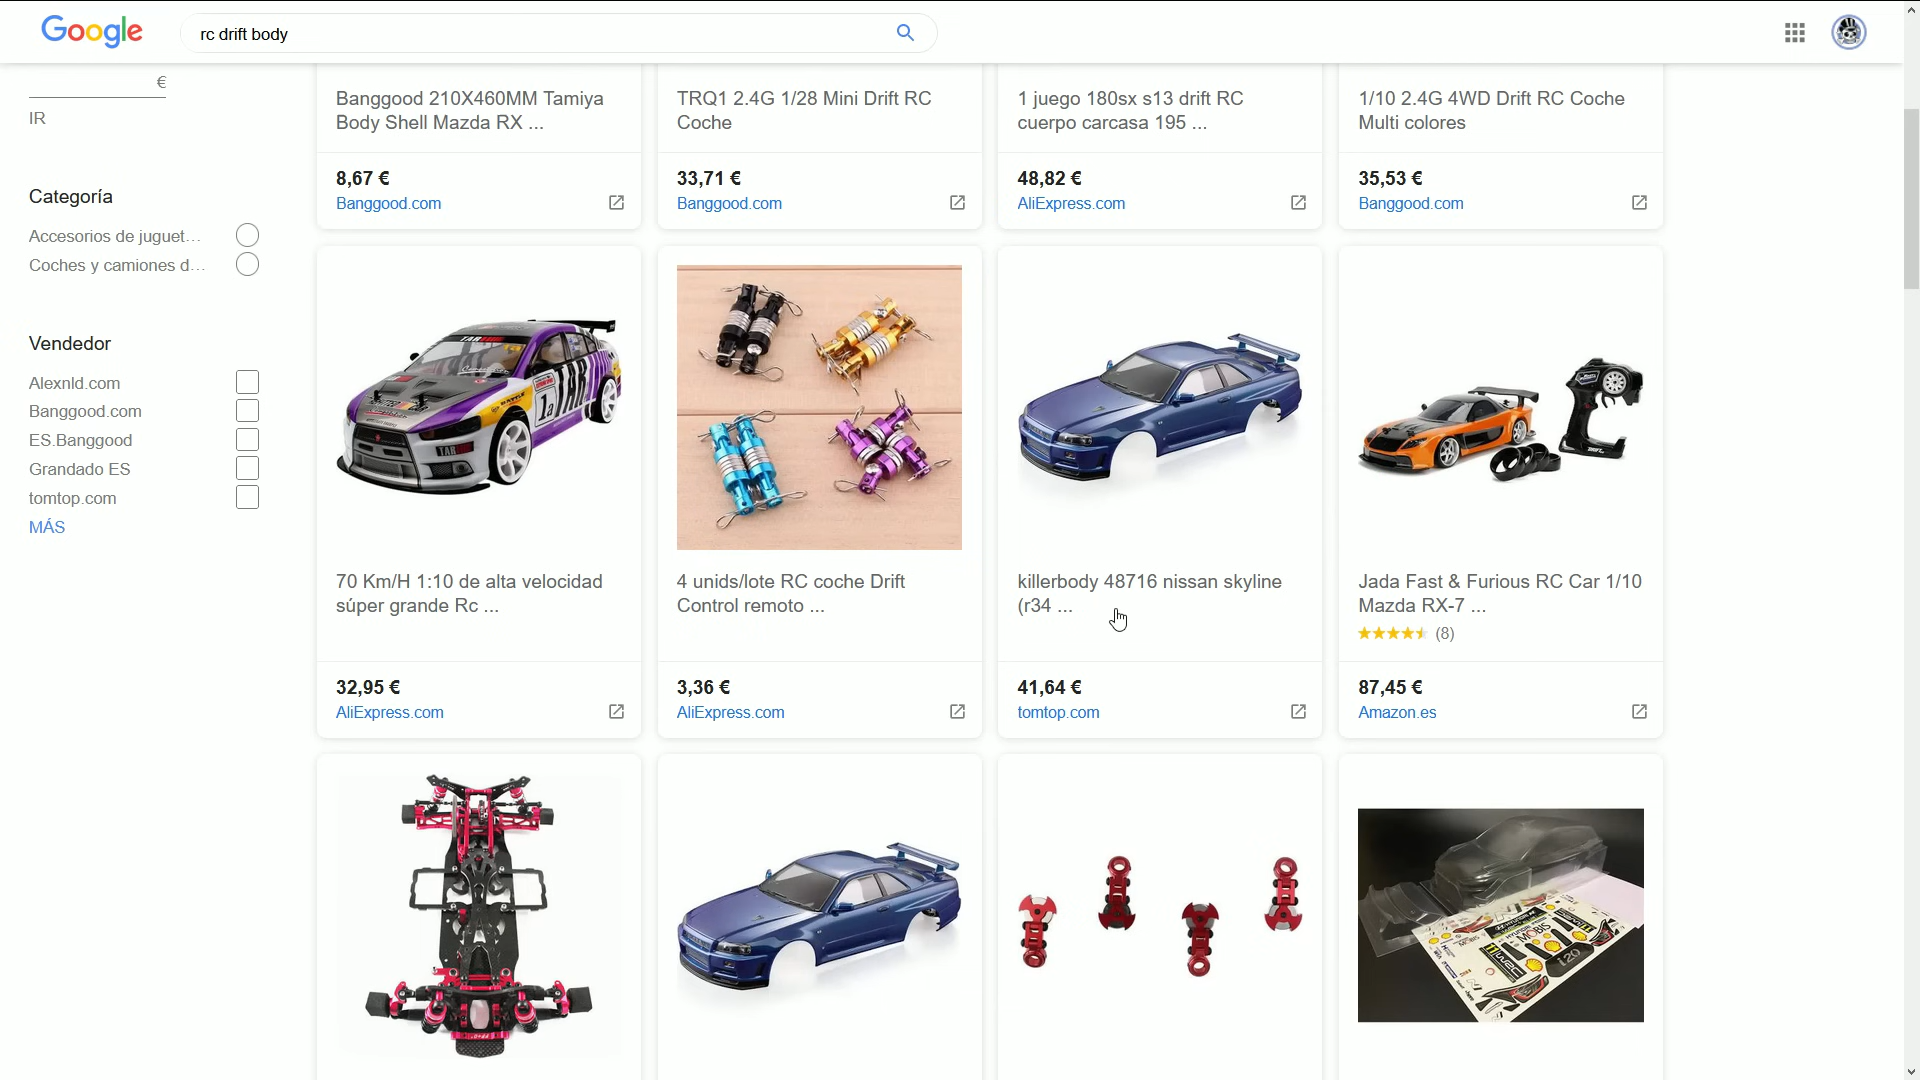 Google
rc drift body
€
IR
Categoría
Accesorios de juguet...
Coches y camiones d...
Vendedor
Alexnld.com
Banggood.com
ES.Banggood
Grandado ES
tomtop.com
MÁS
Banggood 210X460MM Tamiya
Body Shell Mazda RX ...
8,67 €
Banggood.com
TRQ1 2.4G 1/28 Mini Drift RC
Coche
33,71 €
Banggood.com
1 juego 180sx s13 drift RC
cuerpo carcasa 195 ...
48,82 €
AliExpress.com
1/10 2.4G 4WD Drift RC Coche
Multi colores
35,53 €
Banggood.com
70 Km/H 1:10 de alta velocidad
súper grande Rc ...
32,95 €
AliExpress.com
4 unids/lote RC coche Drift
Control remoto ...
3,36 €
AliExpress.com
killerbody 48716 nissan skyline
(r34 ...
41,64 €
tomtop.com
Jada Fast & Furious RC Car 1/10
Mazda RX-7 ...
(8)
87,45 €
Amazon.es
HYUNDAI
MOBIS
i20